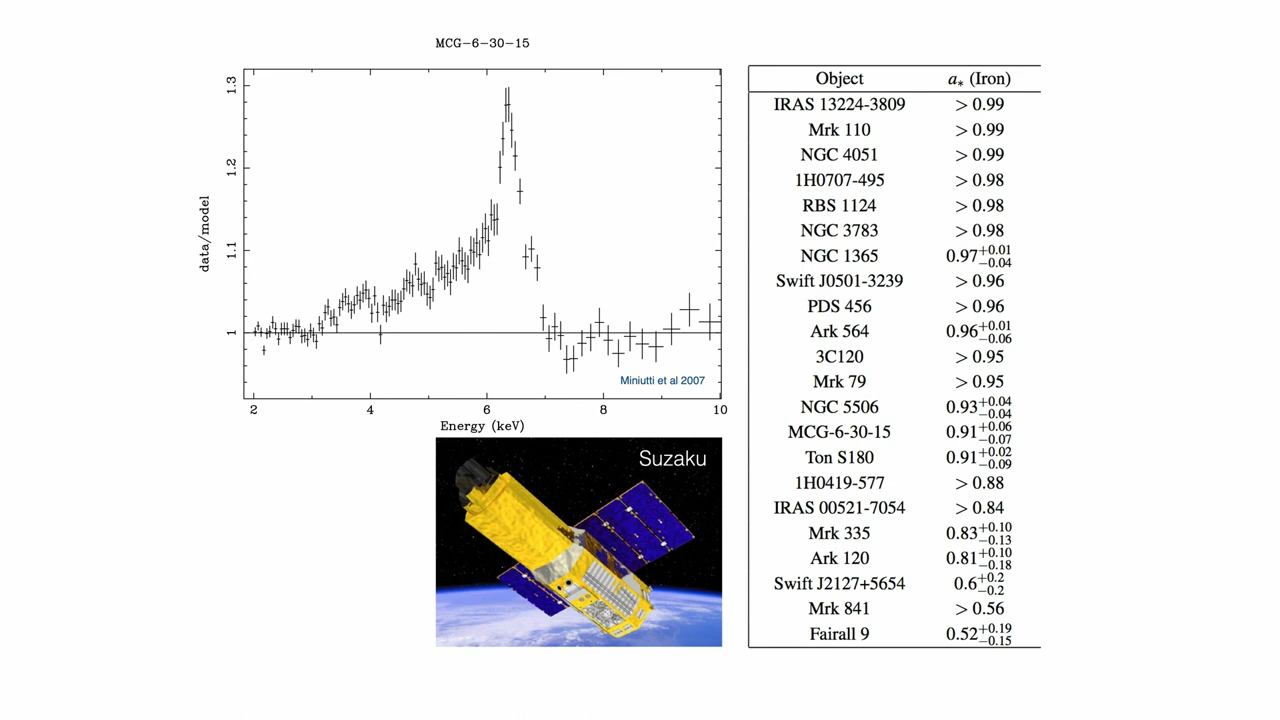 MCG-6-30-15
1.3
1.2
1.1
1
data/model
Miniutti et al 2007
2 4 6 8 10
Energy (keV)
Suzaku
Object a* (Iron)
IRAS 13224-3809 > 0.99
Mrk 110 > 0.99
NGC 4051 > 0.99
1H0707-495 > 0.98
RBS 1124 > 0.98
NGC 3783 > 0.98
NGC 1365 0.97+0.01−0.04
Swift J0501-3239 > 0.96
PDS 456 > 0.96
Ark 564 0.96+0.01−0.06
3C120 > 0.95
Mrk 79 > 0.95
NGC 5506 0.93+0.04−0.04
MCG-6-30-15 0.91+0.06−0.07
Ton S180 0.91+0.02−0.09
1H0419-577 > 0.88
IRAS 00521-7054 > 0.84
Mrk 335 0.83+0.10−0.13
Ark 120 0.81+0.10−0.18
Swift J2127+5654 0.6+0.2−0.2
Mrk 841 > 0.56
Fairall 9 0.52+0.19−0.15